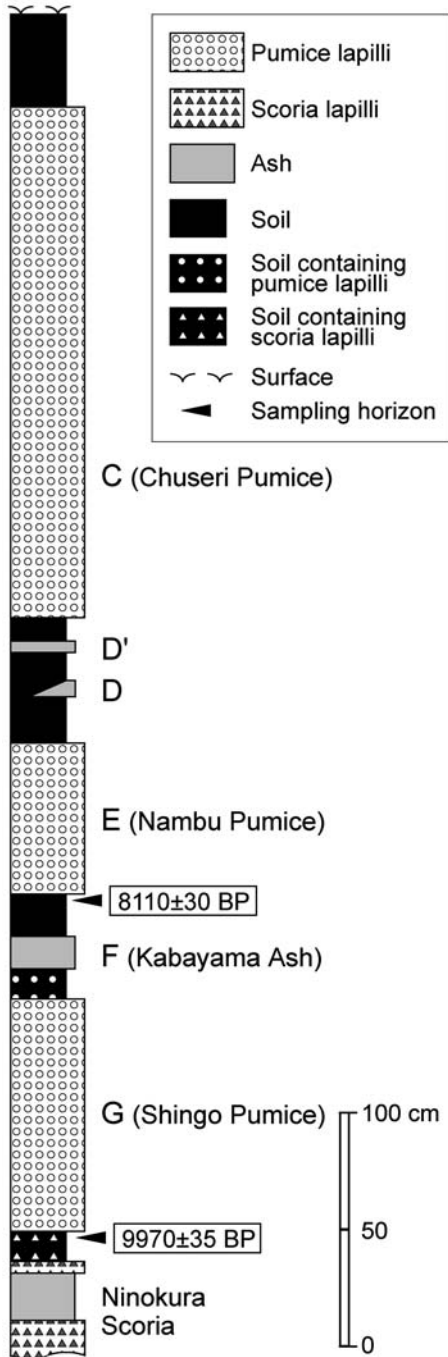 Pumice lapilli
Scoria lapilli
Ash
Soil
Soil containing
pumice lapilli
Soil containing
scoria lapilli
Surface
Sampling horizon
C (Chuseri Pumice)
D'
D
E (Nambu Pumice)
8110±30 BP
F (Kabayama Ash)
G (Shingo Pumice)
100 cm
50
0
9970±35 BP
Ninokura
Scoria